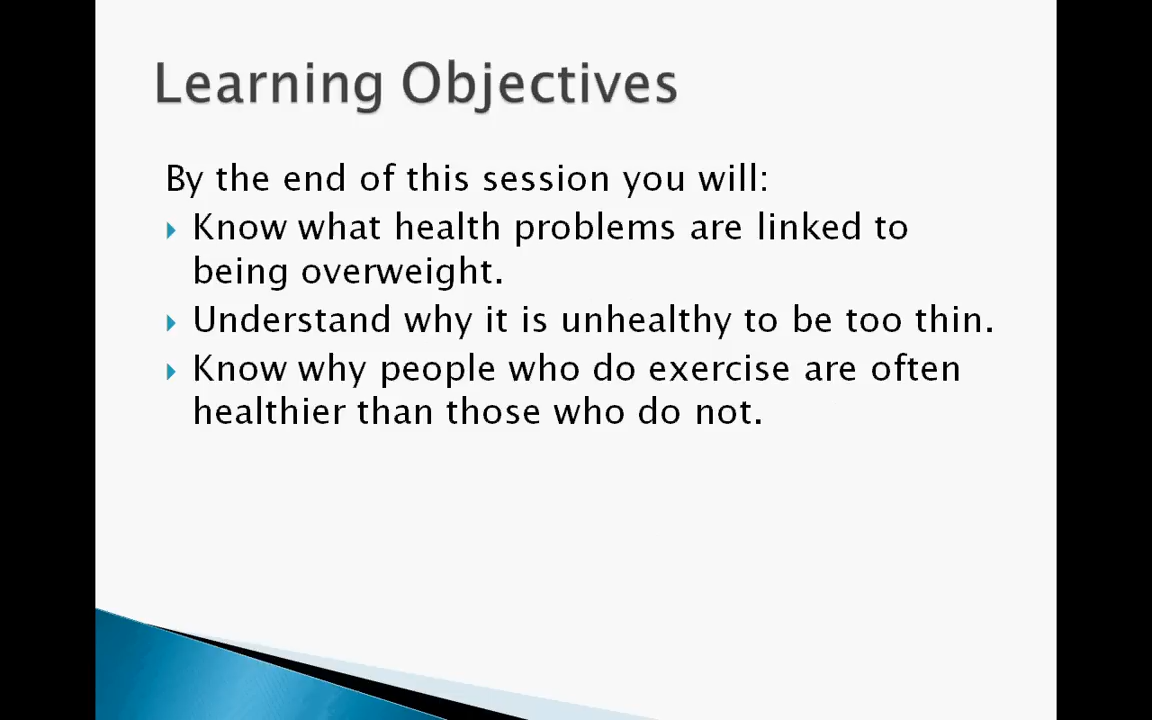 Learning Objectives
By the end of this session you will:
Know what health problems are linked to
being overweight.
Understand why it is unhealthy to be too thin.
Know why people who do exercise are often
healthier than those who do not.